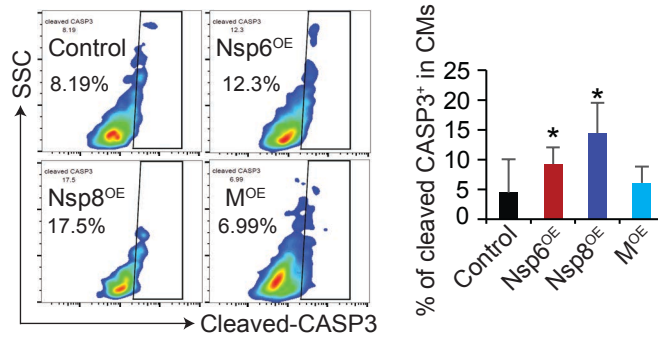 cleaved CASP3
8.19
Control
8.19%
cleaved CASP3
12.3
Nsp6OE
12.3%
cleaved CASP3
17.5
Nsp8OE
17.5%
cleaved CASP3
6.99
MOE
6.99%
SSC
Cleaved-CASP3
% of cleaved CASP3+ in CMs
25
20
15
10
5
0
*
*
Control
Nsp6OE
Nsp8OE
MOE